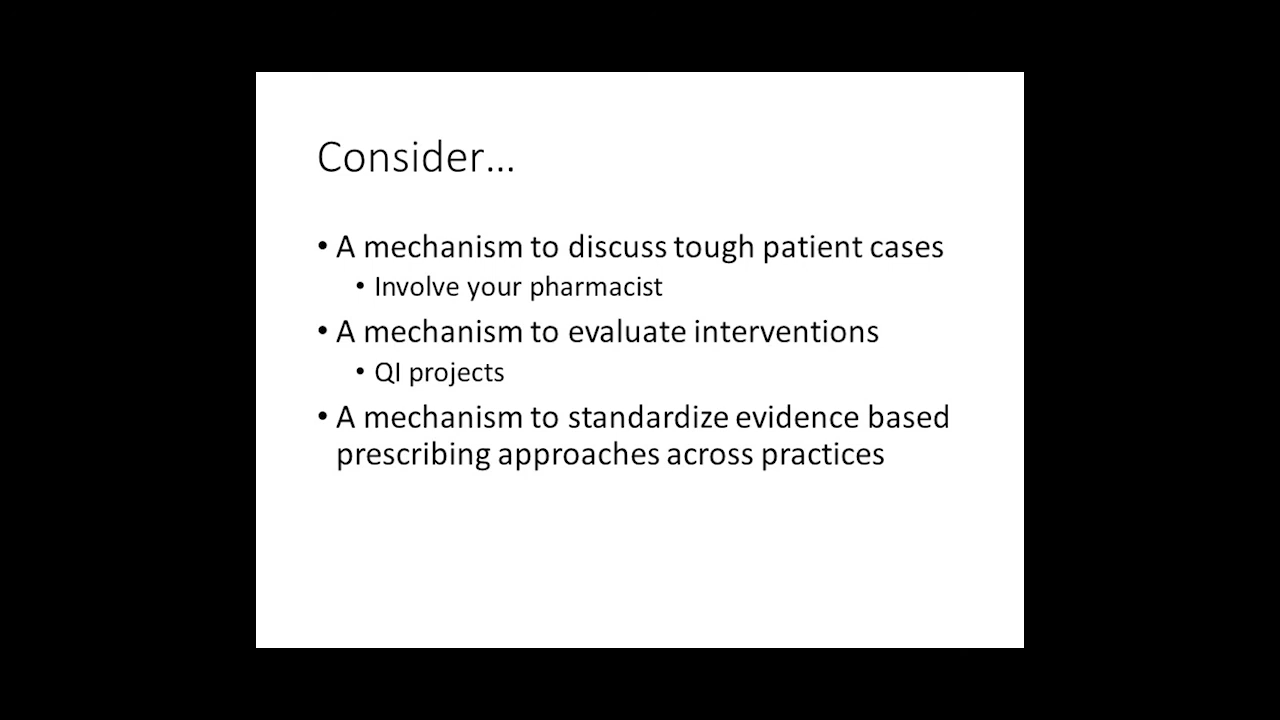 Consider...
• A mechanism to discuss tough patient cases
• Involve your pharmacist
• A mechanism to evaluate interventions
• QI projects
• A mechanism to standardize evidence based
prescribing approaches across practices